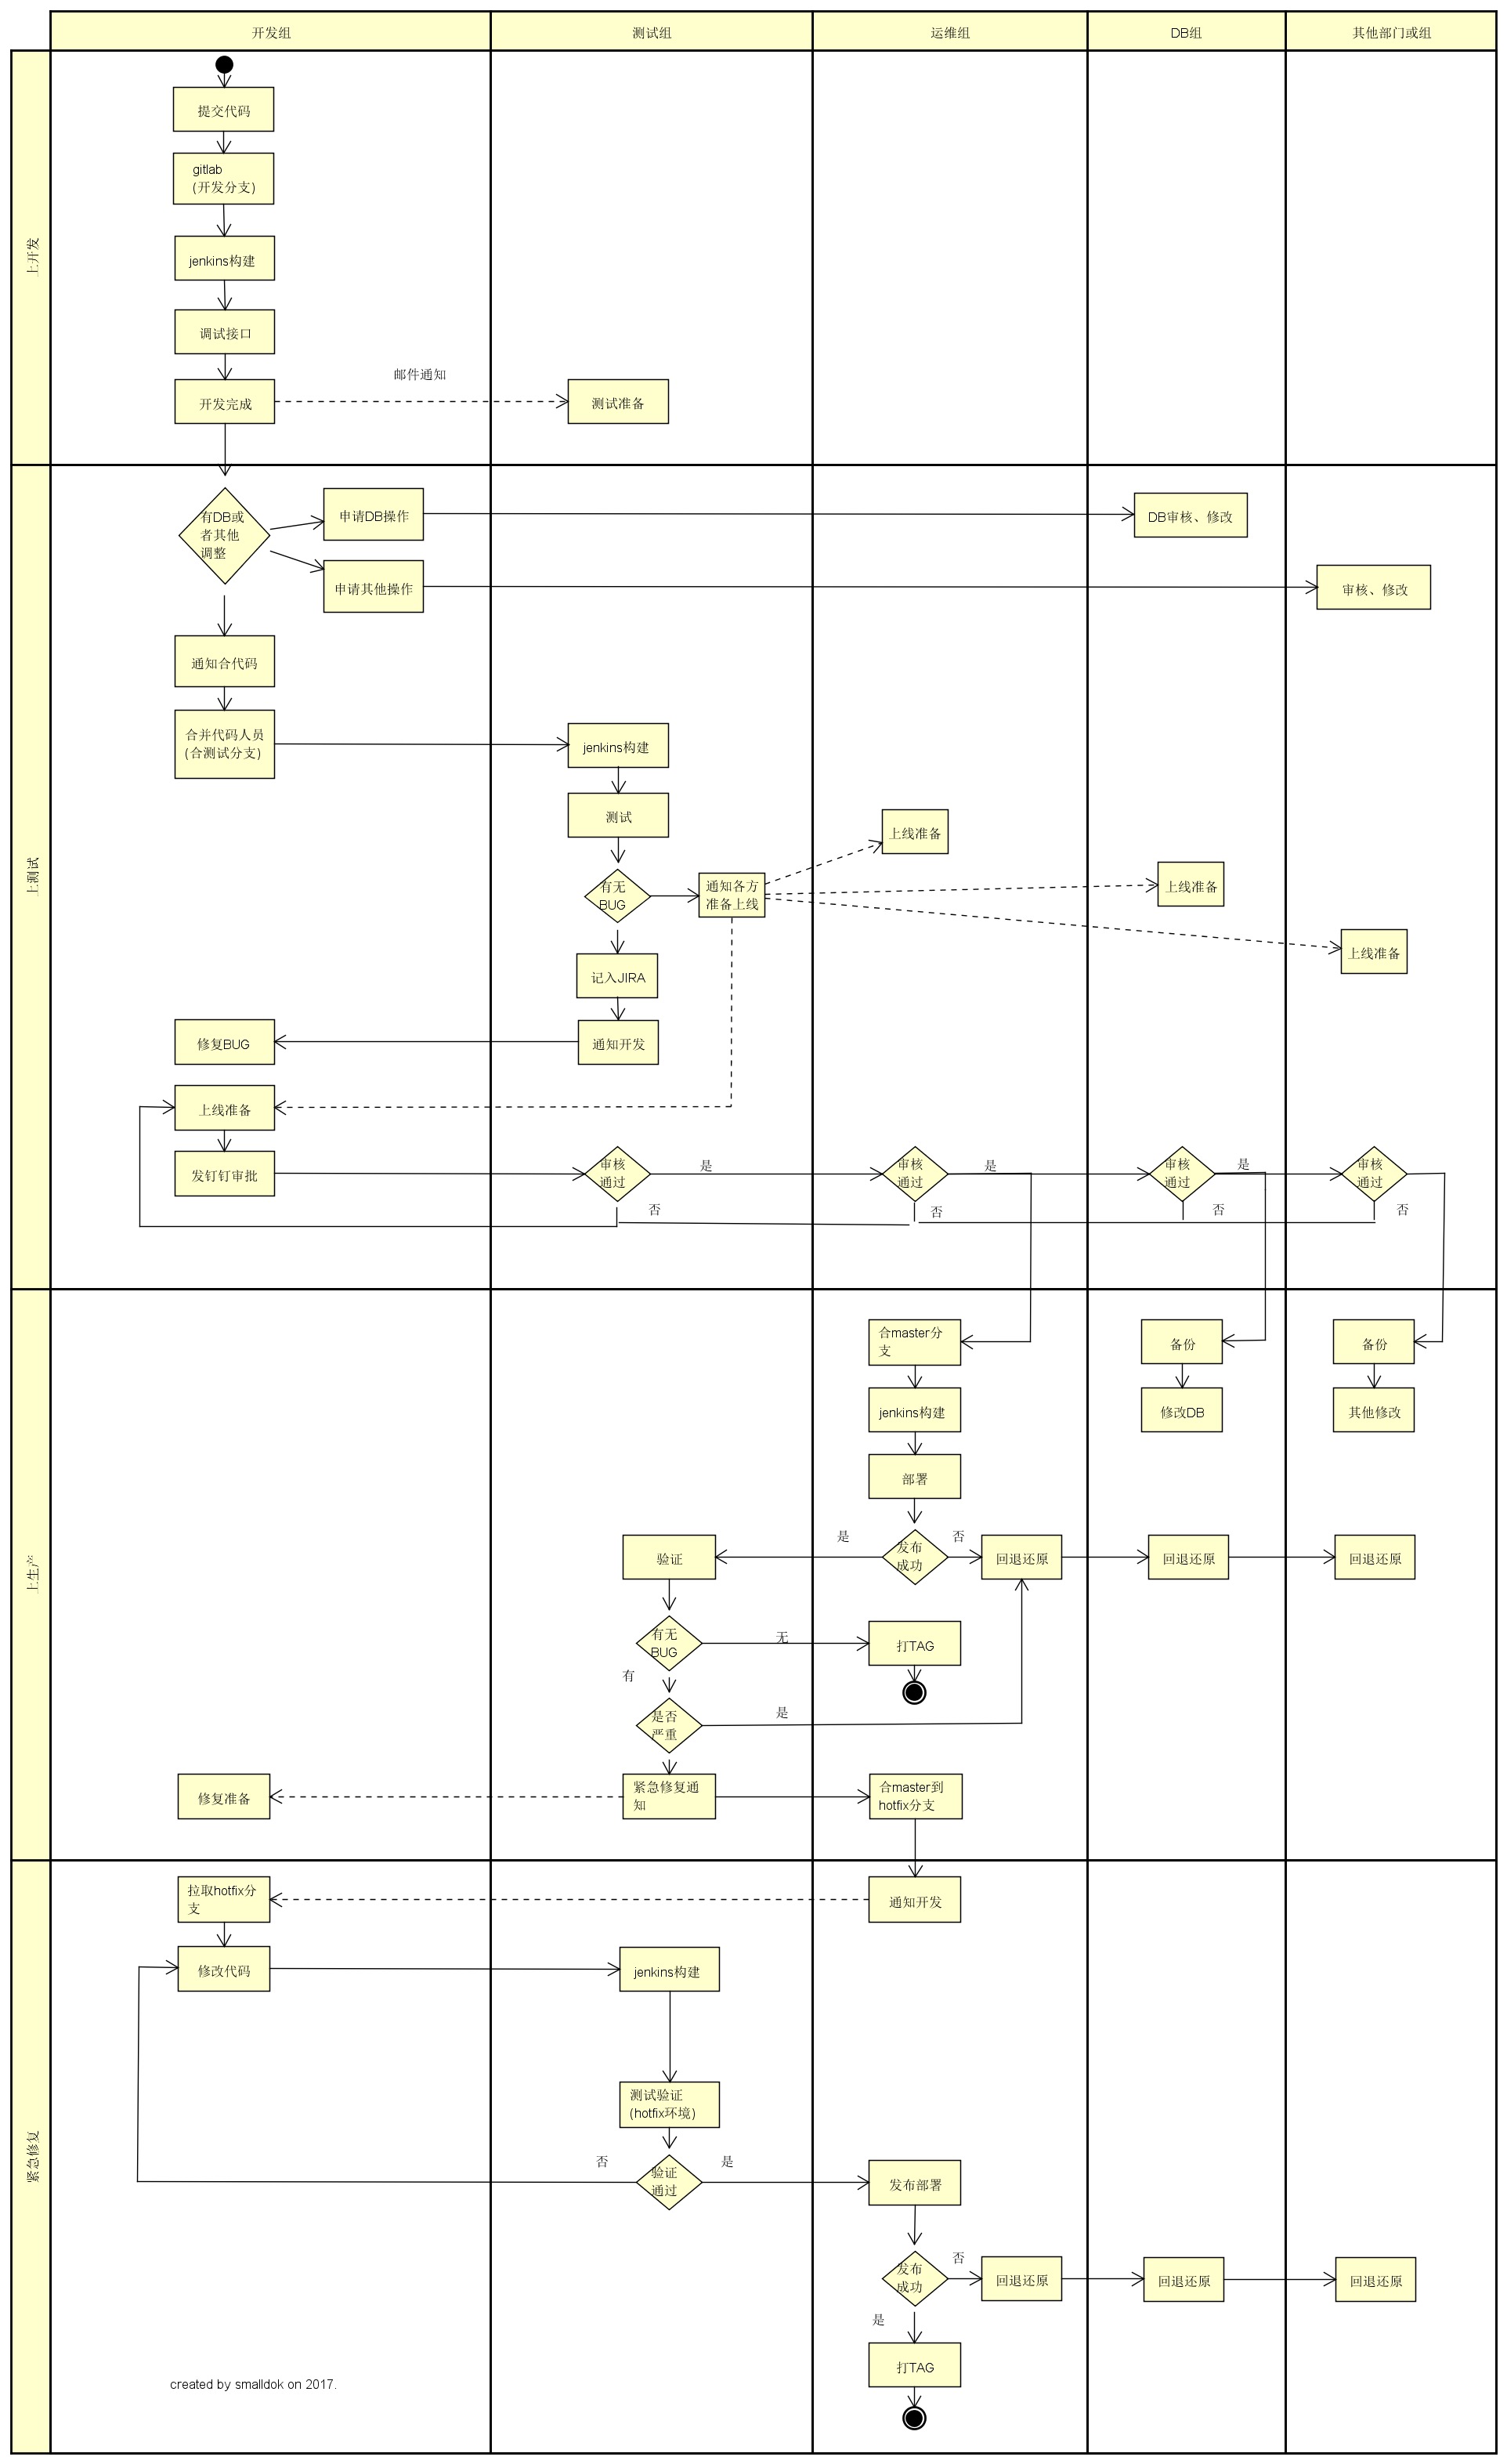 开发组
测试组
运维组
DB组
其他部门或组
上开发
提交代码
gitlab
(开发分支)
jenkins构建
调试接口
邮件通知
开发完成
测试准备
上测试
有DB或
者其他
调整
申请DB操作
DB审核、修改
申请其他操作
审核、修改
通知合代码
合并代码人员
(合测试分支)
jenkins构建
测试
上线准备
有无
BUG
通知各方
准备上线
上线准备
上线准备
记入JIRA
修复BUG
通知开发
上线准备
发钉钉审批
审核
通过
是
审核
通过
是
审核
通过
是
审核
通过
否
否
否
否
上生产
合master分
支
备份
备份
jenkins构建
修改DB
其他修改
部署
是
否
验证
发布
成功
回退还原
回退还原
回退还原
有无
BUG
无
打TAG
有
是否
严重
是
修复准备
紧急修复通
知
合master到
hotfix分支
紧急修复
拉取hotfix分
支
通知开发
修改代码
jenkins构建
测试验证
(hotfix环境)
否
是
验证
通过
发布部署
否
发布
成功
回退还原
回退还原
回退还原
是
打TAG
created by smalldok on 2017.